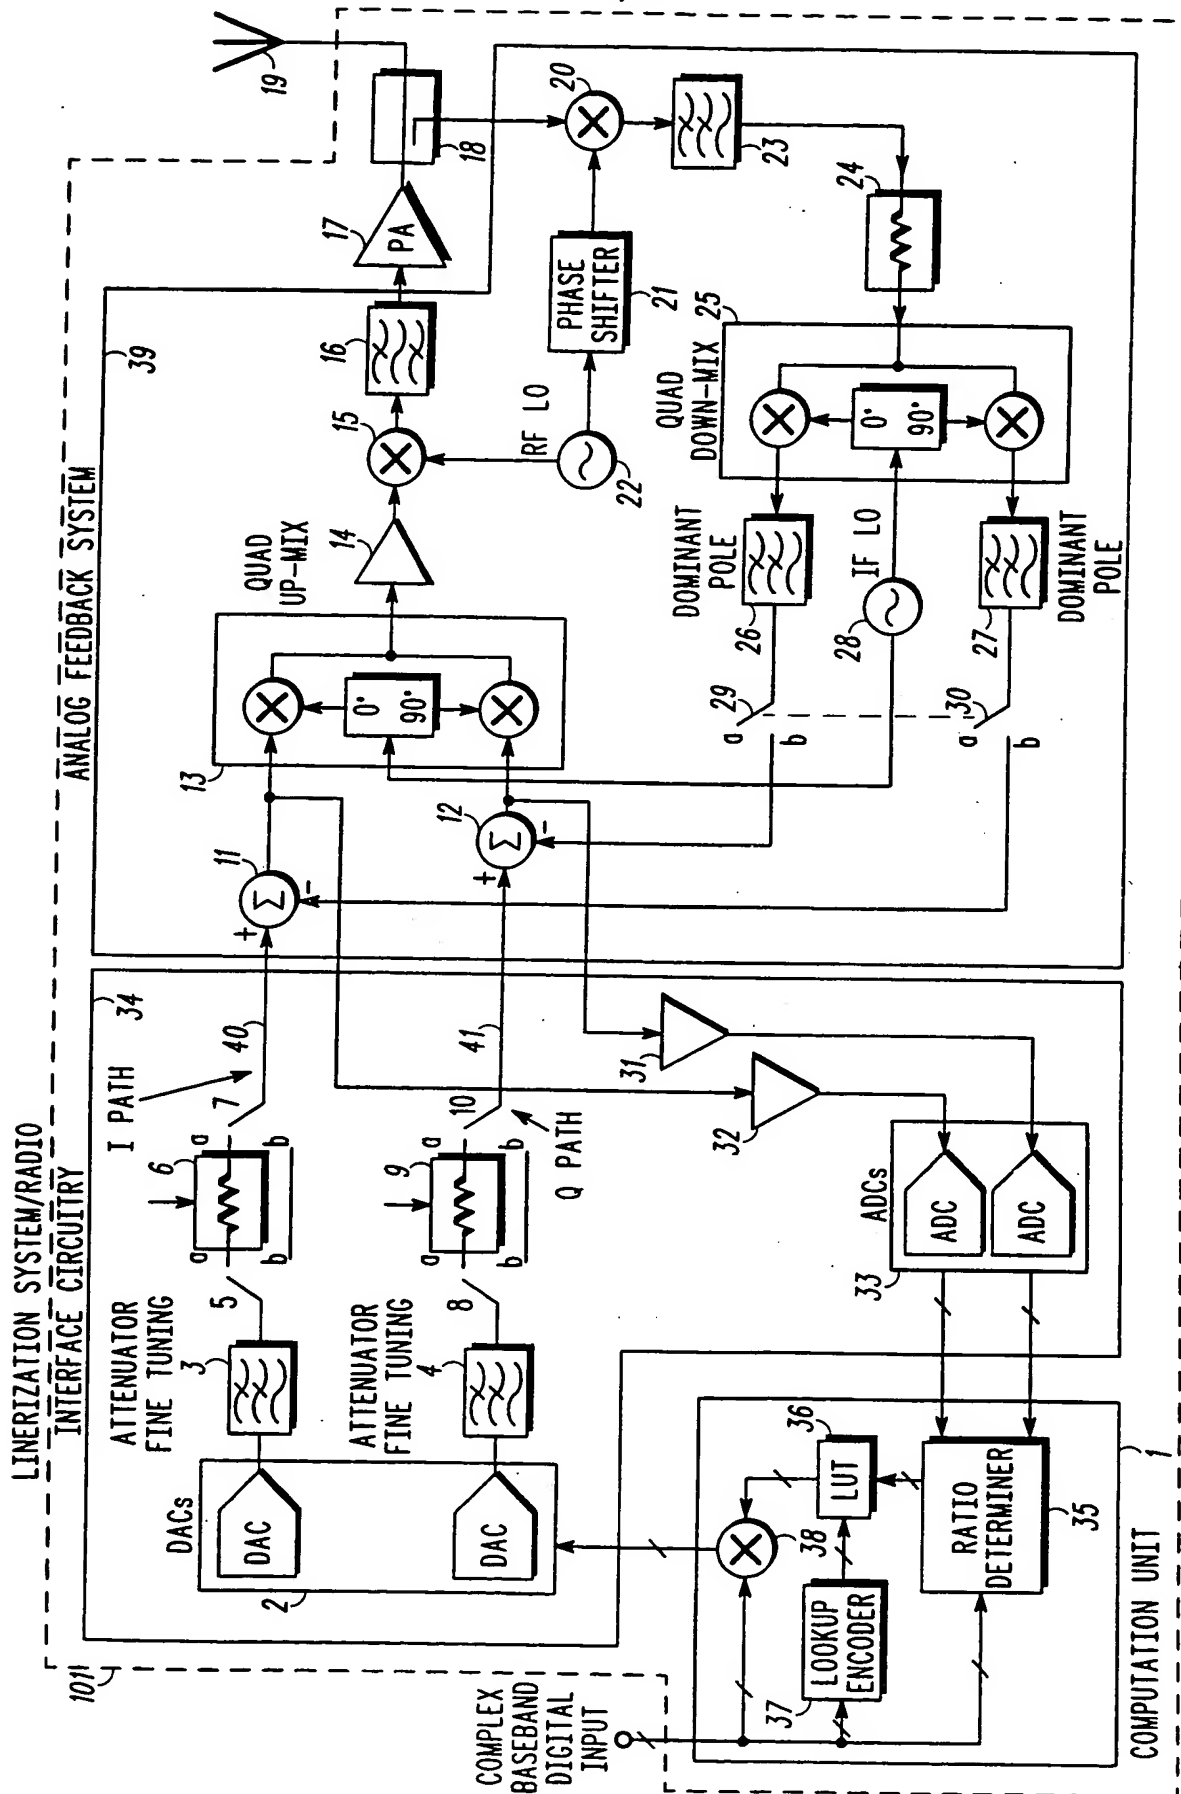 LINERIZATION SYSTEM/RADIO
INTERFACE CIRCUITRY
101
34
ANALOG FEEDBACK SYSTEM
39
DACs
DAC
DAC
2
ATTENUATOR
FINE TUNING
3
ATTENUATOR
FINE TUNING
4
5
a
b
6
a
b
7
I PATH
40
8
a
b
9
a
b
10
Q PATH
41
+
Σ
-
11
+
Σ
-
12
13
0°
90°
QUAD
UP-MIX
14
15
16
17
PA
18
19
20
RF LO
22
PHASE
SHIFTER
21
23
24
QUAD
DOWN-MIX
25
0°
90°
DOMINANT
POLE
26
IF LO
28
DOMINANT
POLE
27
29
a
b
30
a
b
31
32
ADCs
ADC
ADC
33
COMPLEX
BASEBAND
DIGITAL
INPUT
38
LUT
36
LOOKUP
ENCODER
37
RATIO
DETERMINER
35
1
COMPUTATION UNIT